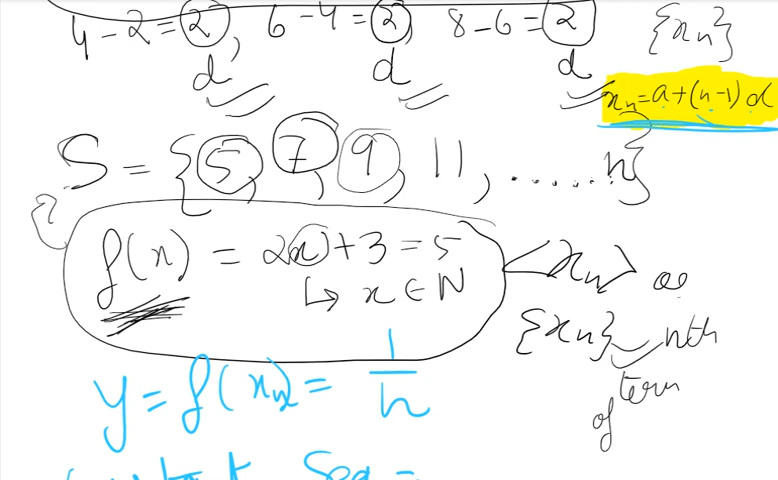 4-2=2, 6-4=2, 8-6=2 {xn}
d d d
xn=a+(n-1)d
S={5,7,9,11,.....n}
f(x)=2x+3=5
↳ x∈N
<xn> or
{xn} nth
term
of
y=f(xn)=1/n